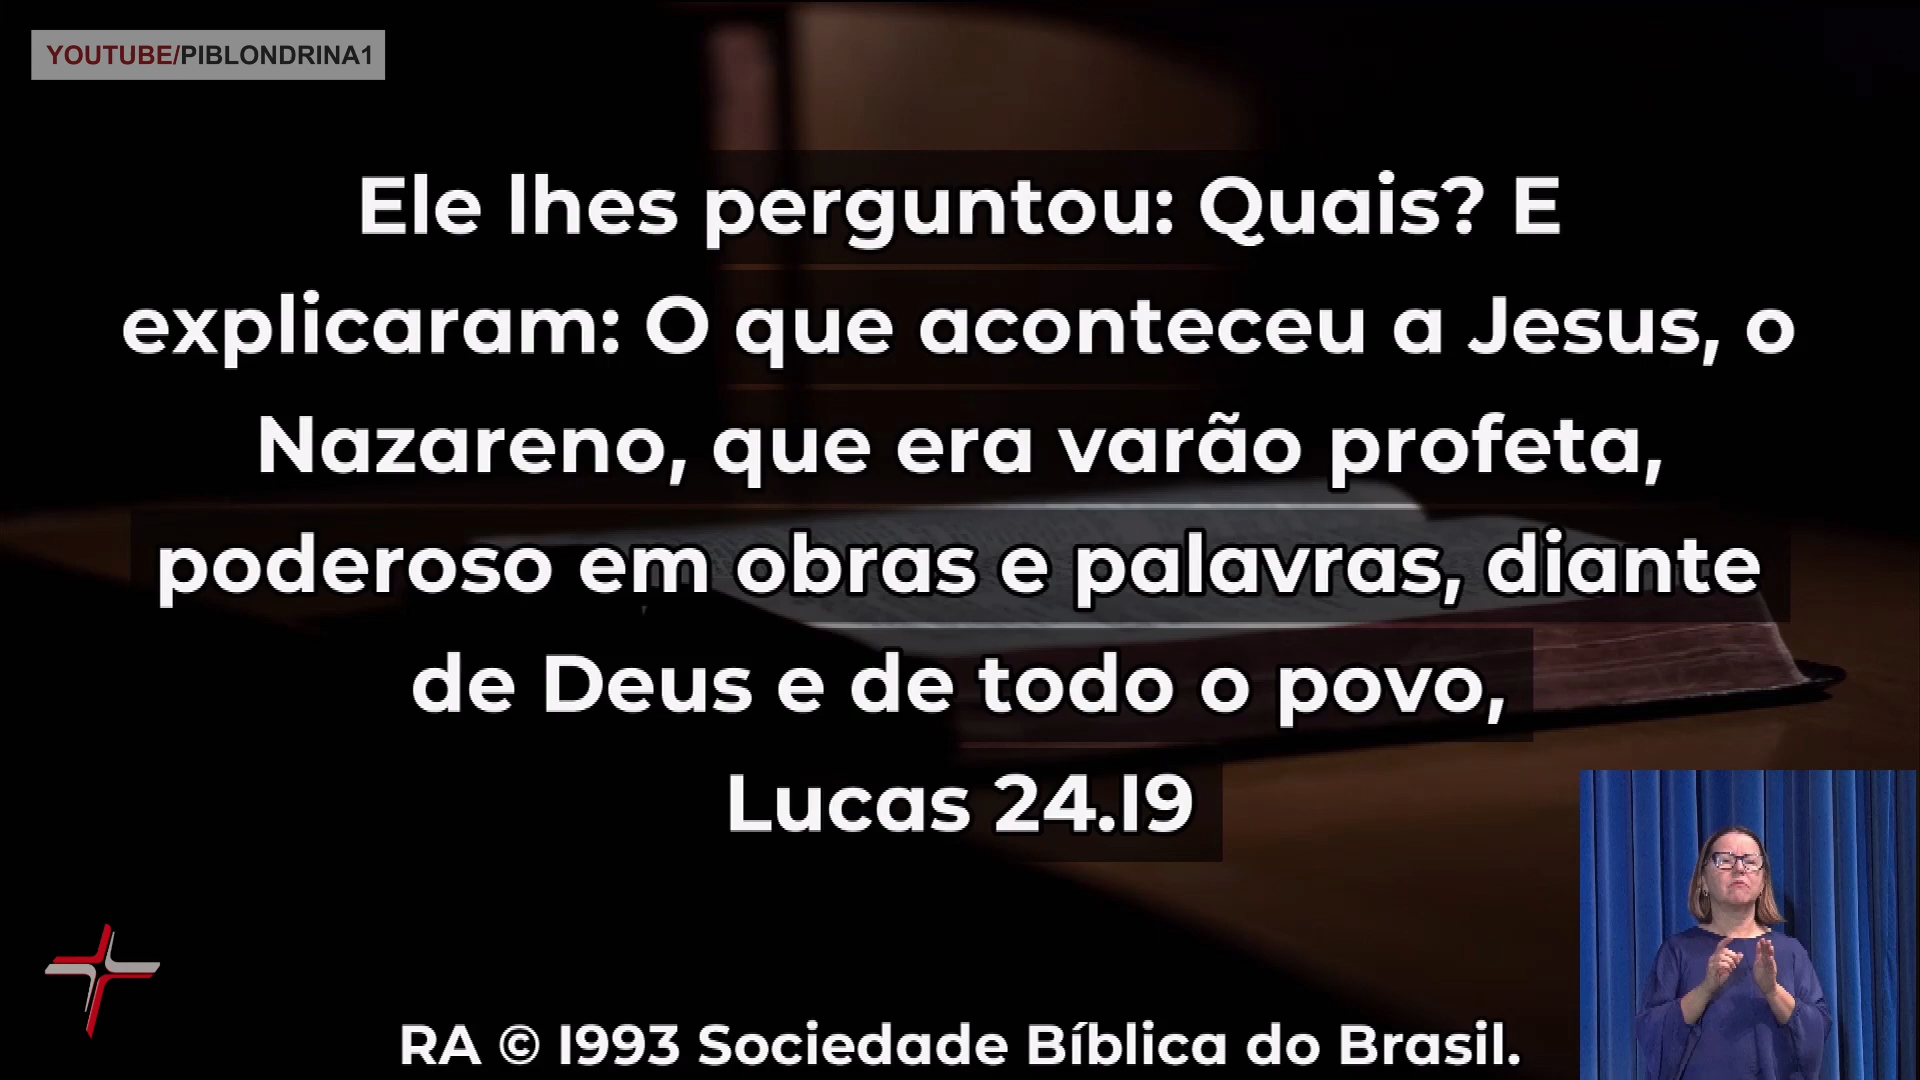 YOUTUBE/PIBLONDRINA1
Ele lhes perguntou: Quais? E
explicaram: O que aconteceu a Jesus, o
Nazareno, que era varão profeta,
poderoso em obras e palavras, diante
de Deus e de todo o povo,
Lucas 24.19
RA © 1993 Sociedade Bíblica do Brasil.